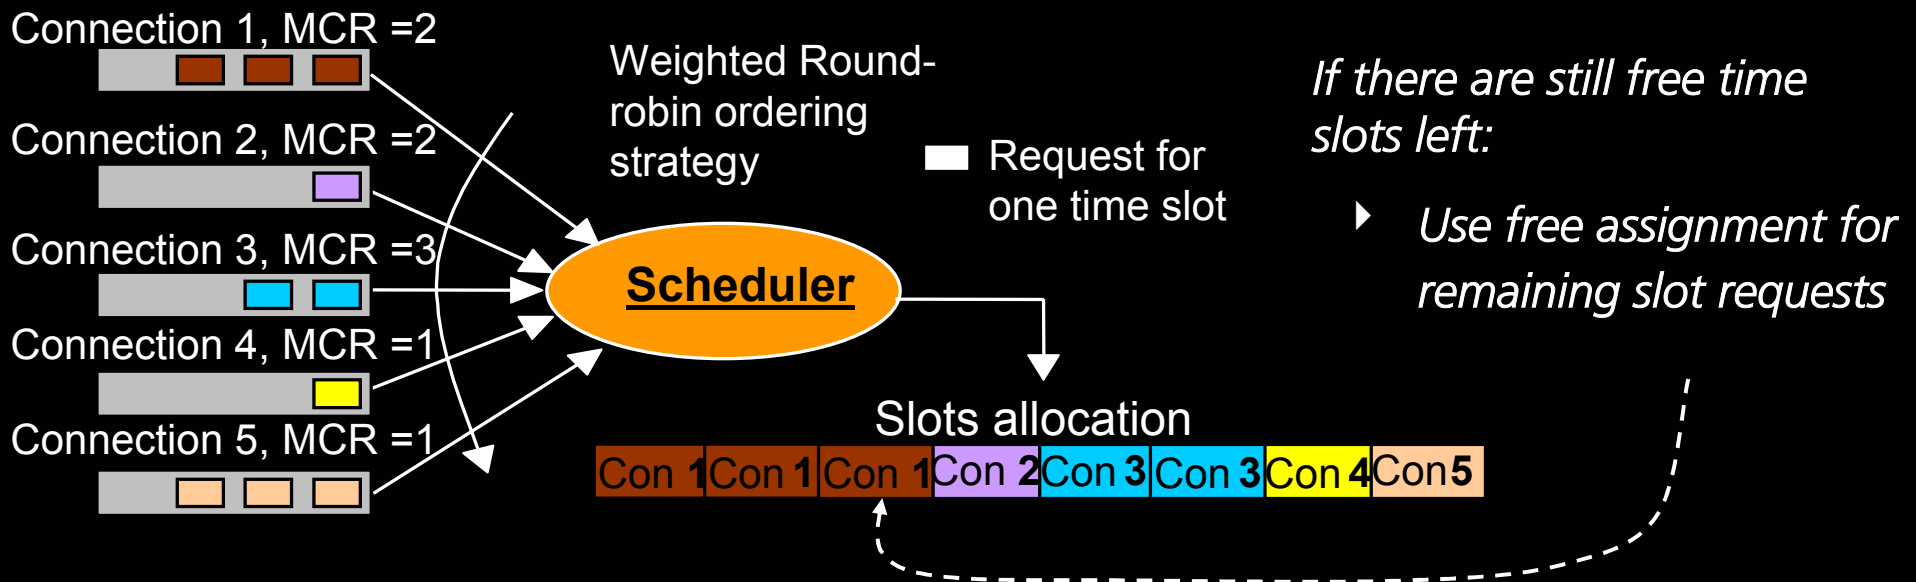 Connection 1, MCR =2
Connection 2, MCR =2
Connection 3, MCR =3
Connection 4, MCR =1
Connection 5, MCR =1
Weighted Round-
robin ordering
strategy
Request for
one time slot
Scheduler
Slots allocation
Con 1 Con 1 Con 1 Con 2 Con 3 Con 3 Con 4 Con 5
If there are still free time
slots left:
Use free assignment for
remaining slot requests